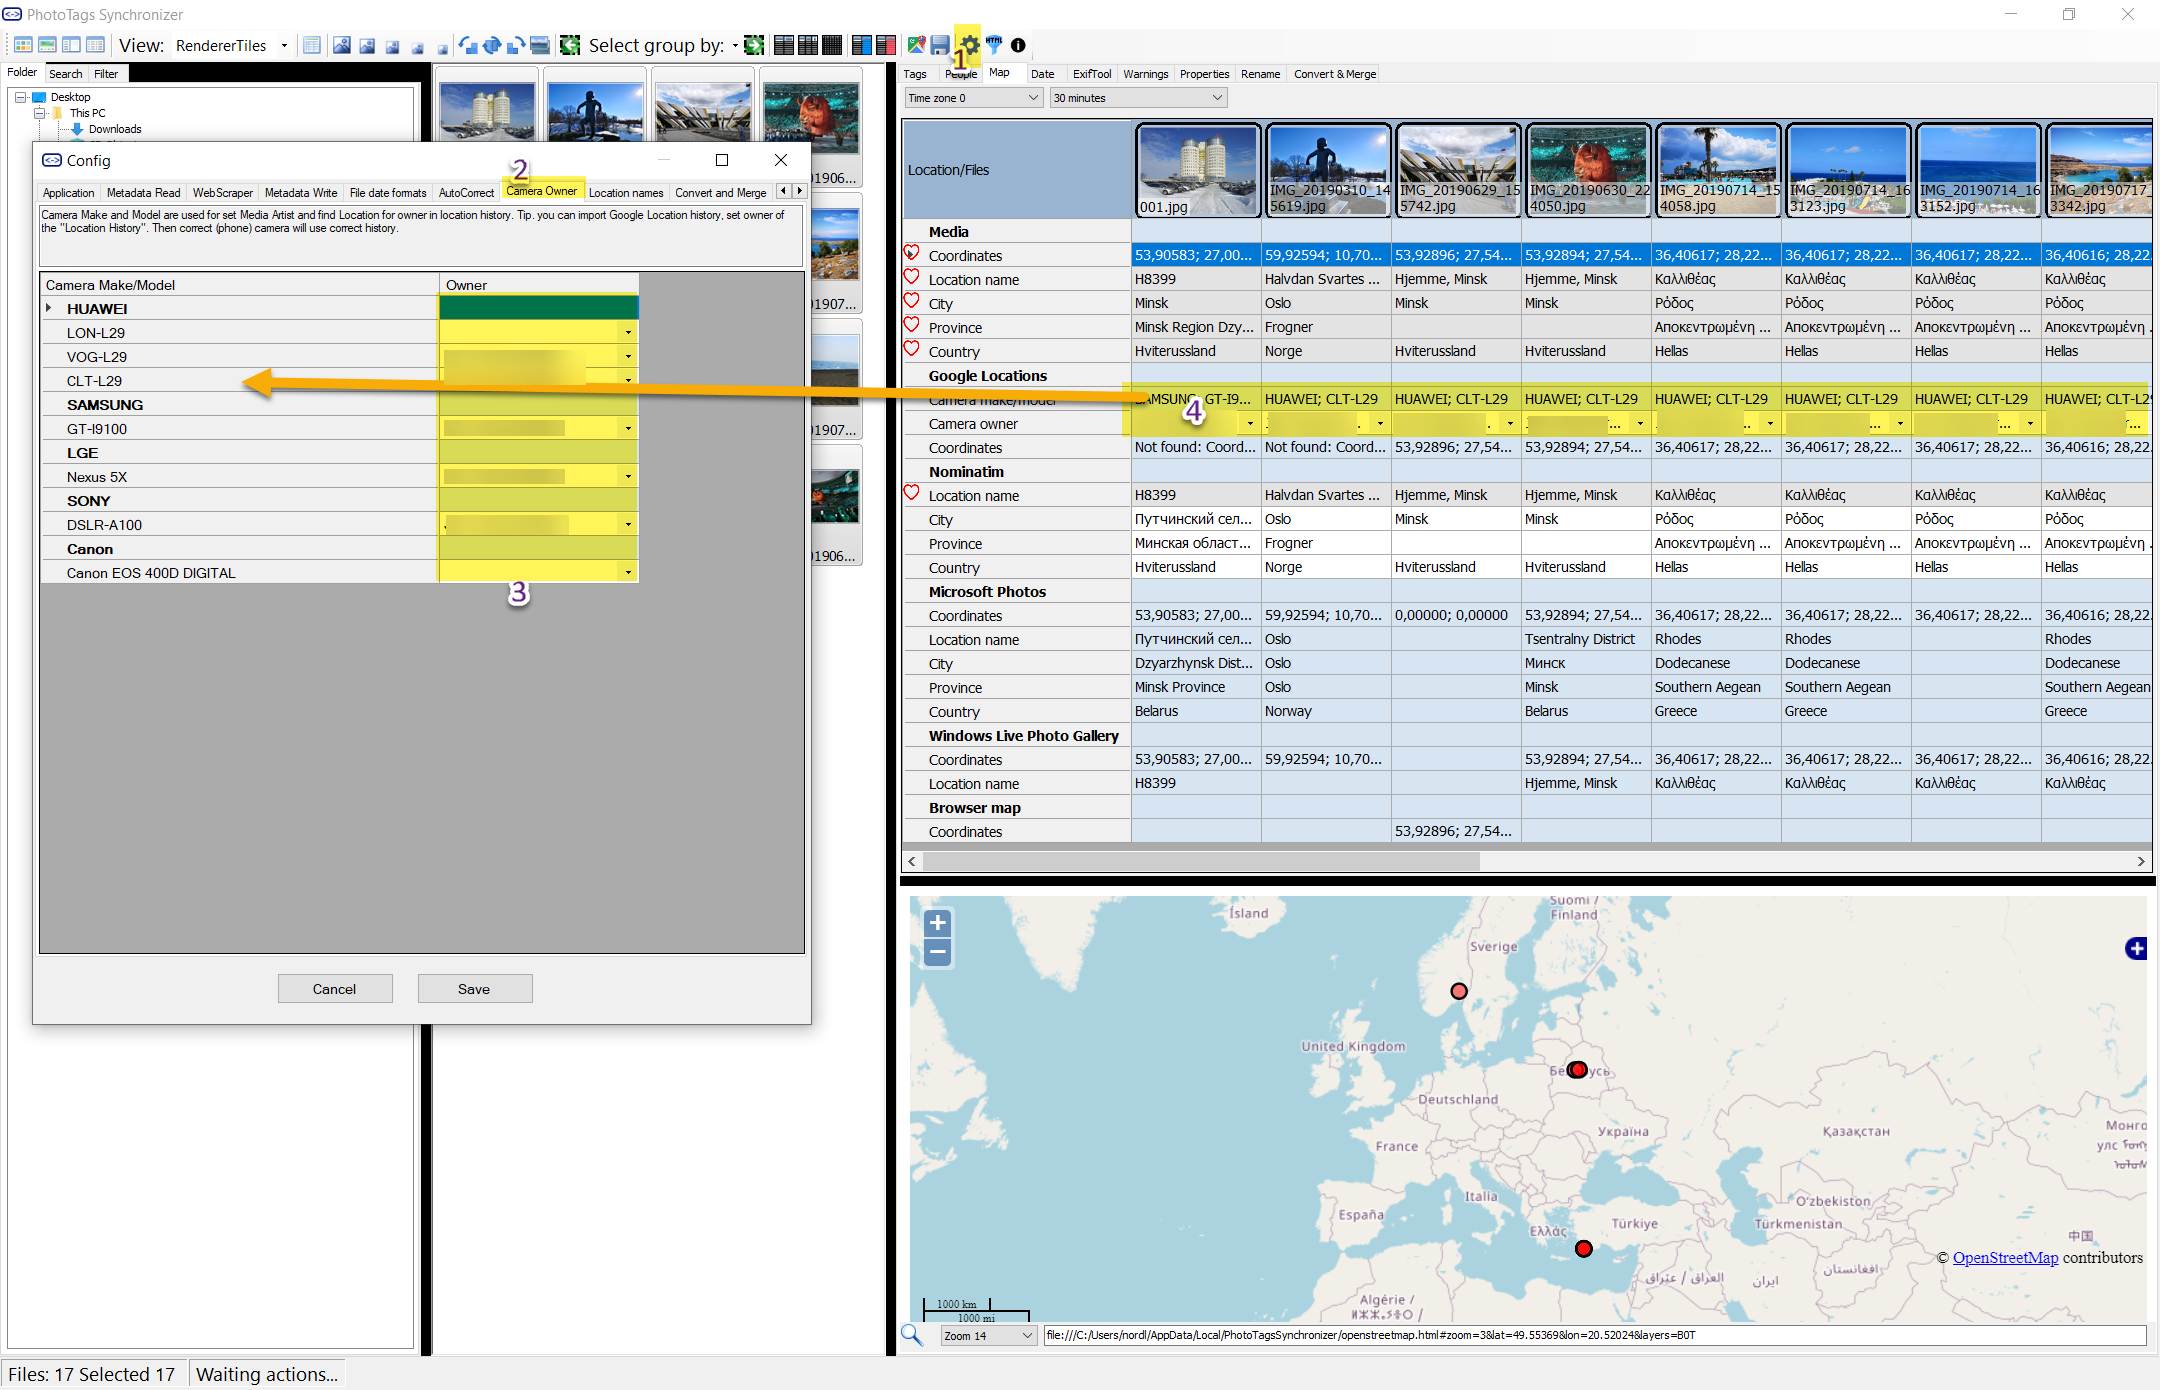 PhotoTags Synchronizer
View: RendererTiles
Select group by:
HTML
1
Folder Search Filter
Desktop
This PC
Downloads
Tags People Map Date ExifTool Warnings Properties Rename Convert & Merge
Time zone 0 30 minutes
Config
2
Application Metadata Read WebScraper Metadata Write File date formats AutoCorrect Camera Owner Location names Convert and Merge
Camera Make and Model are used for set Media Artist and find Location for owner in location history. Tip. you can import Google Location history, set owner of
the "Location History". Then correct (phone) camera will use correct history.
Camera Make/Model Owner
HUAWEI
LON-L29
VOG-L29
CLT-L29
SAMSUNG
GT-I9100
LGE
Nexus 5X
SONY
DSLR-A100
Canon
Canon EOS 400D DIGITAL
3
Cancel Save
)1906...
)1907...
)1907...
)1906...
Location/Files 001.jpg IMG_20190310_14 5619.jpg IMG_20190629_15 5742.jpg IMG_20190630_22 4050.jpg IMG_20190714_15 4058.jpg IMG_20190714_16 3123.jpg IMG_20190714_16 3152.jpg IMG_20190717_ 3342.jpg
Media
Coordinates 53,90583; 27,00... 59,92594; 10,70... 53,92896; 27,54... 53,92894; 27,54... 36,40617; 28,22... 36,40617; 28,22... 36,40617; 28,22... 36,40616; 28,22
Location name H8399 Halvdan Svartes ... Hjemme, Minsk Hjemme, Minsk Καλλιθέας Καλλιθέας Καλλιθέας Καλλιθέας
City Minsk Oslo Minsk Minsk Ρόδος Ρόδος Ρόδος Ρόδος
Province Minsk Region Dzy... Frogner Αποκεντρωμένη ... Αποκεντρωμένη ... Αποκεντρωμένη ... Αποκεντρωμένη .
Country Hviterussland Norge Hviterussland Hviterussland Hellas Hellas Hellas Hellas
Google Locations
Camera make/model SAMSUNG; GT-I9... HUAWEI; CLT-L29 HUAWEI; CLT-L29 HUAWEI; CLT-L29 HUAWEI; CLT-L29 HUAWEI; CLT-L29 HUAWEI; CLT-L29 HUAWEI; CLT-L29
4
Camera owner
Coordinates Not found: Coord... Not found: Coord... 53,92896; 27,54... 53,92894; 27,54... 36,40617; 28,22... 36,40617; 28,22... 36,40617; 28,22... 36,40616; 28,22
Nominatim
Location name H8399 Halvdan Svartes ... Hjemme, Minsk Hjemme, Minsk Καλλιθέας Καλλιθέας Καλλιθέας Καλλιθέας
City Путчинский сел... Oslo Minsk Minsk Ρόδος Ρόδος Ρόδος Ρόδος
Province Минская област... Frogner Αποκεντρωμένη ... Αποκεντρωμένη ... Αποκεντρωμένη ... Αποκεντρωμένη .
Country Hviterussland Norge Hviterussland Hviterussland Hellas Hellas Hellas Hellas
Microsoft Photos
Coordinates 53,90583; 27,00... 59,92594; 10,70... 0,00000; 0,00000 53,92894; 27,54... 36,40617; 28,22... 36,40617; 28,22... 36,40617; 28,22... 36,40616; 28,22
Location name Путчинский сел... Oslo Tsentralny District Rhodes Rhodes Rhodes
City Dzyarzhynsk Dist... Oslo Минск Dodecanese Dodecanese Dodecanese
Province Minsk Province Oslo Minsk Southern Aegean Southern Aegean Southern Aegean
Country Belarus Norway Belarus Greece Greece Greece
Windows Live Photo Gallery
Coordinates 53,90583; 27,00... 59,92594; 10,70... 53,92894; 27,54... 36,40617; 28,22... 36,40617; 28,22... 36,40617; 28,22... 36,40616; 28,22
Location name H8399 Hjemme, Minsk Καλλιθέας Καλλιθέας Καλλιθέας Καλλιθέας
Browser map
Coordinates 53,92896; 27,54...
Ísland
Suomi /
Finland
Sverige
United Kingdom
Беларусь
Deutschland
Україна
Қазақстан
France
Italia
España
Ελλάς
Türkiye
O'zbekiston
Türkmenistan
中国
© OpenStreetMap contributors
العراق / عێراق
ایران
افغانستان
Algérie /
1000 km
1000 mi
Zoom 14 file:///C:/Users/nordl/AppData/Local/PhotoTagsSynchronizer/openstreetmap.html#zoom=3&lat=49.55369&lon=20.52024&layers=B0T
Files: 17 Selected 17 Waiting actions...